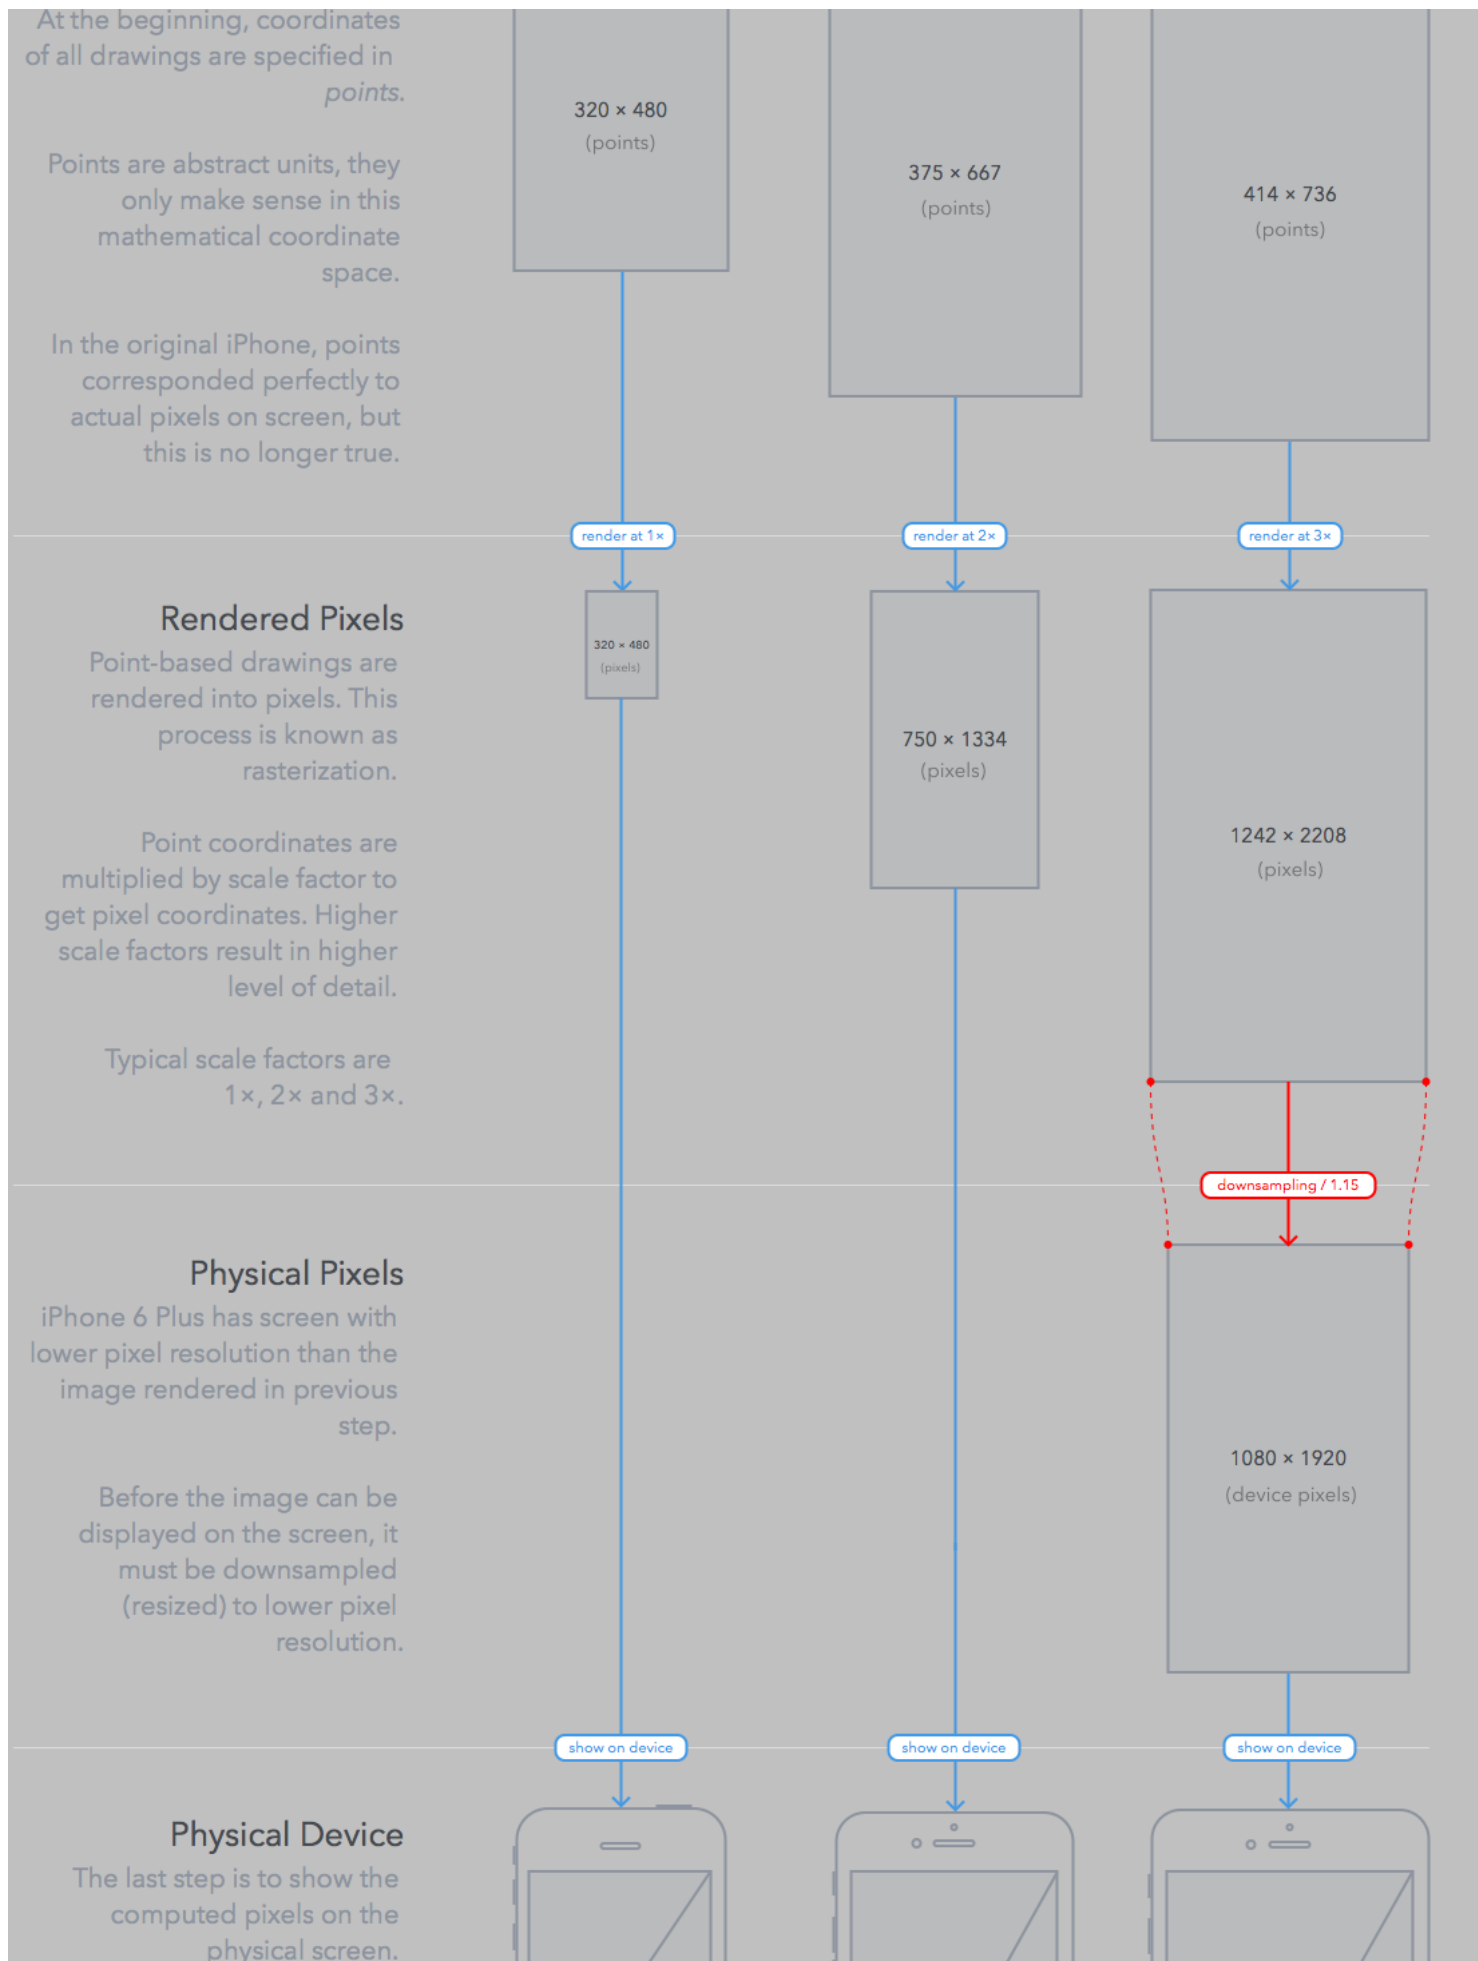 At the beginning, coordinates
of all drawings are specified in
points.
Points are abstract units, they
only make sense in this
mathematical coordinate
space.
In the original iPhone, points
corresponded perfectly to
actual pixels on screen, but
this is no longer true.
320 × 480
(points)
375 × 667
(points)
414 × 736
(points)
render at 1×
render at 2×
render at 3×
Rendered Pixels
Point-based drawings are
rendered into pixels. This
process is known as
rasterization.
Point coordinates are
multiplied by scale factor to
get pixel coordinates. Higher
scale factors result in higher
level of detail.
Typical scale factors are
1×, 2× and 3×.
320 × 480
(pixels)
750 × 1334
(pixels)
1242 × 2208
(pixels)
downsampling / 1.15
Physical Pixels
iPhone 6 Plus has screen with
lower pixel resolution than the
image rendered in previous
step.
Before the image can be
displayed on the screen, it
must be downsampled
(resized) to lower pixel
resolution.
1080 × 1920
(device pixels)
show on device
show on device
show on device
Physical Device
The last step is to show the
computed pixels on the
physical screen.